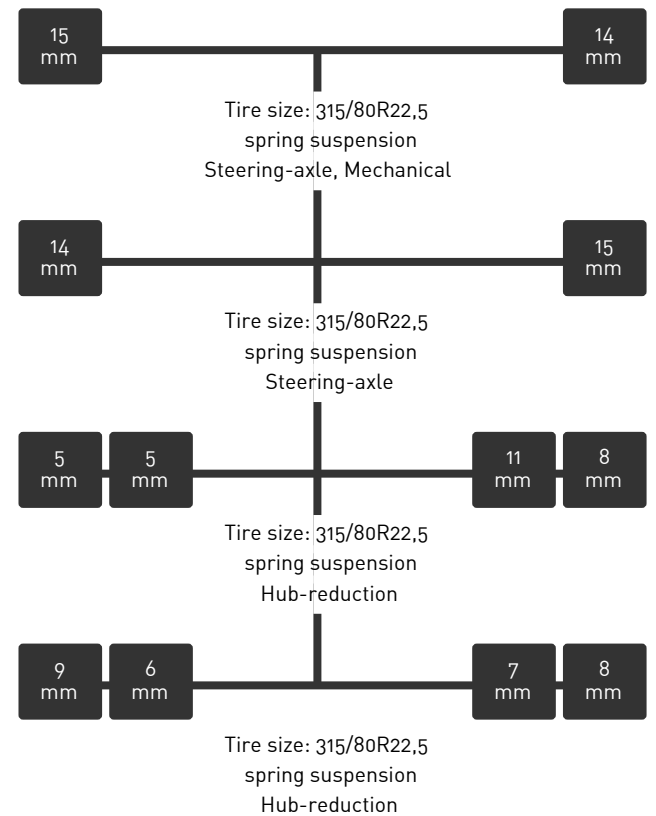 15
mm
14
mm
Tire size: 315/80R22,5
spring suspension
Steering-axle, Mechanical
14
mm
15
mm
Tire size: 315/80R22,5
spring suspension
Steering-axle
5
mm
5
mm
11
mm
8
mm
Tire size: 315/80R22,5
spring suspension
Hub-reduction
9
mm
6
mm
7
mm
8
mm
Tire size: 315/80R22,5
spring suspension
Hub-reduction